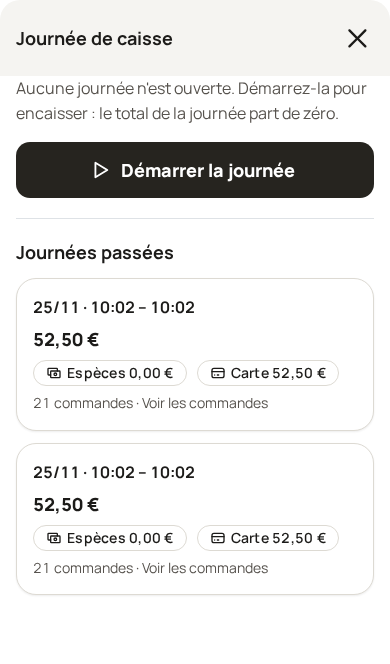 Journée de caisse
Aucune journée n'est ouverte. Démarrez-la pour
encaisser : le total de la journée part de zéro.
Démarrer la journée
Journées passées
25/11 · 10:02 – 10:02
52,50 €
Espèces 0,00 € Carte 52,50 €
21 commandes · Voir les commandes
25/11 · 10:02 – 10:02
52,50 €
Espèces 0,00 € Carte 52,50 €
21 commandes · Voir les commandes